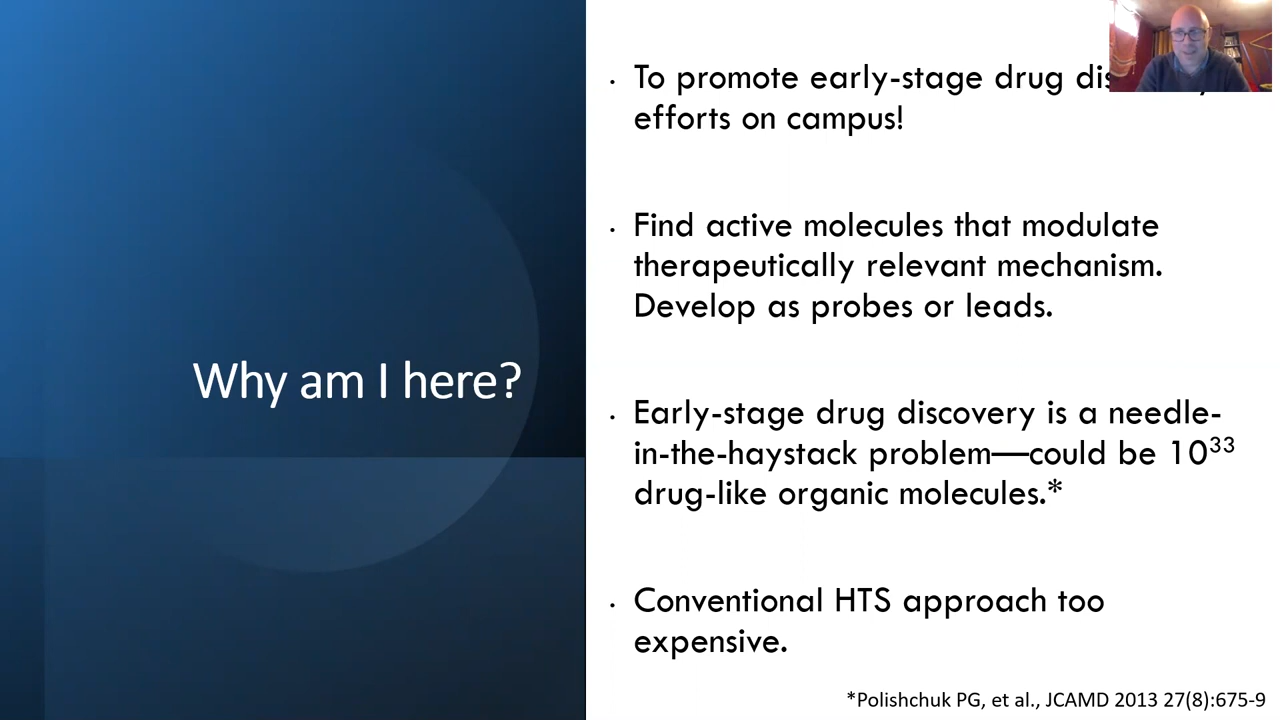 Why am I here?
· To promote early-stage drug
efforts on campus!
· Find active molecules that modulate
therapeutically relevant mechanism.
Develop as probes or leads.
· Early-stage drug discovery is a needle-
in-the-haystack problem—could be 10³³
drug-like organic molecules.*
· Conventional HTS approach too
expensive.
*Polishchuk PG, et al., JCAMD 2013 27(8):675-9